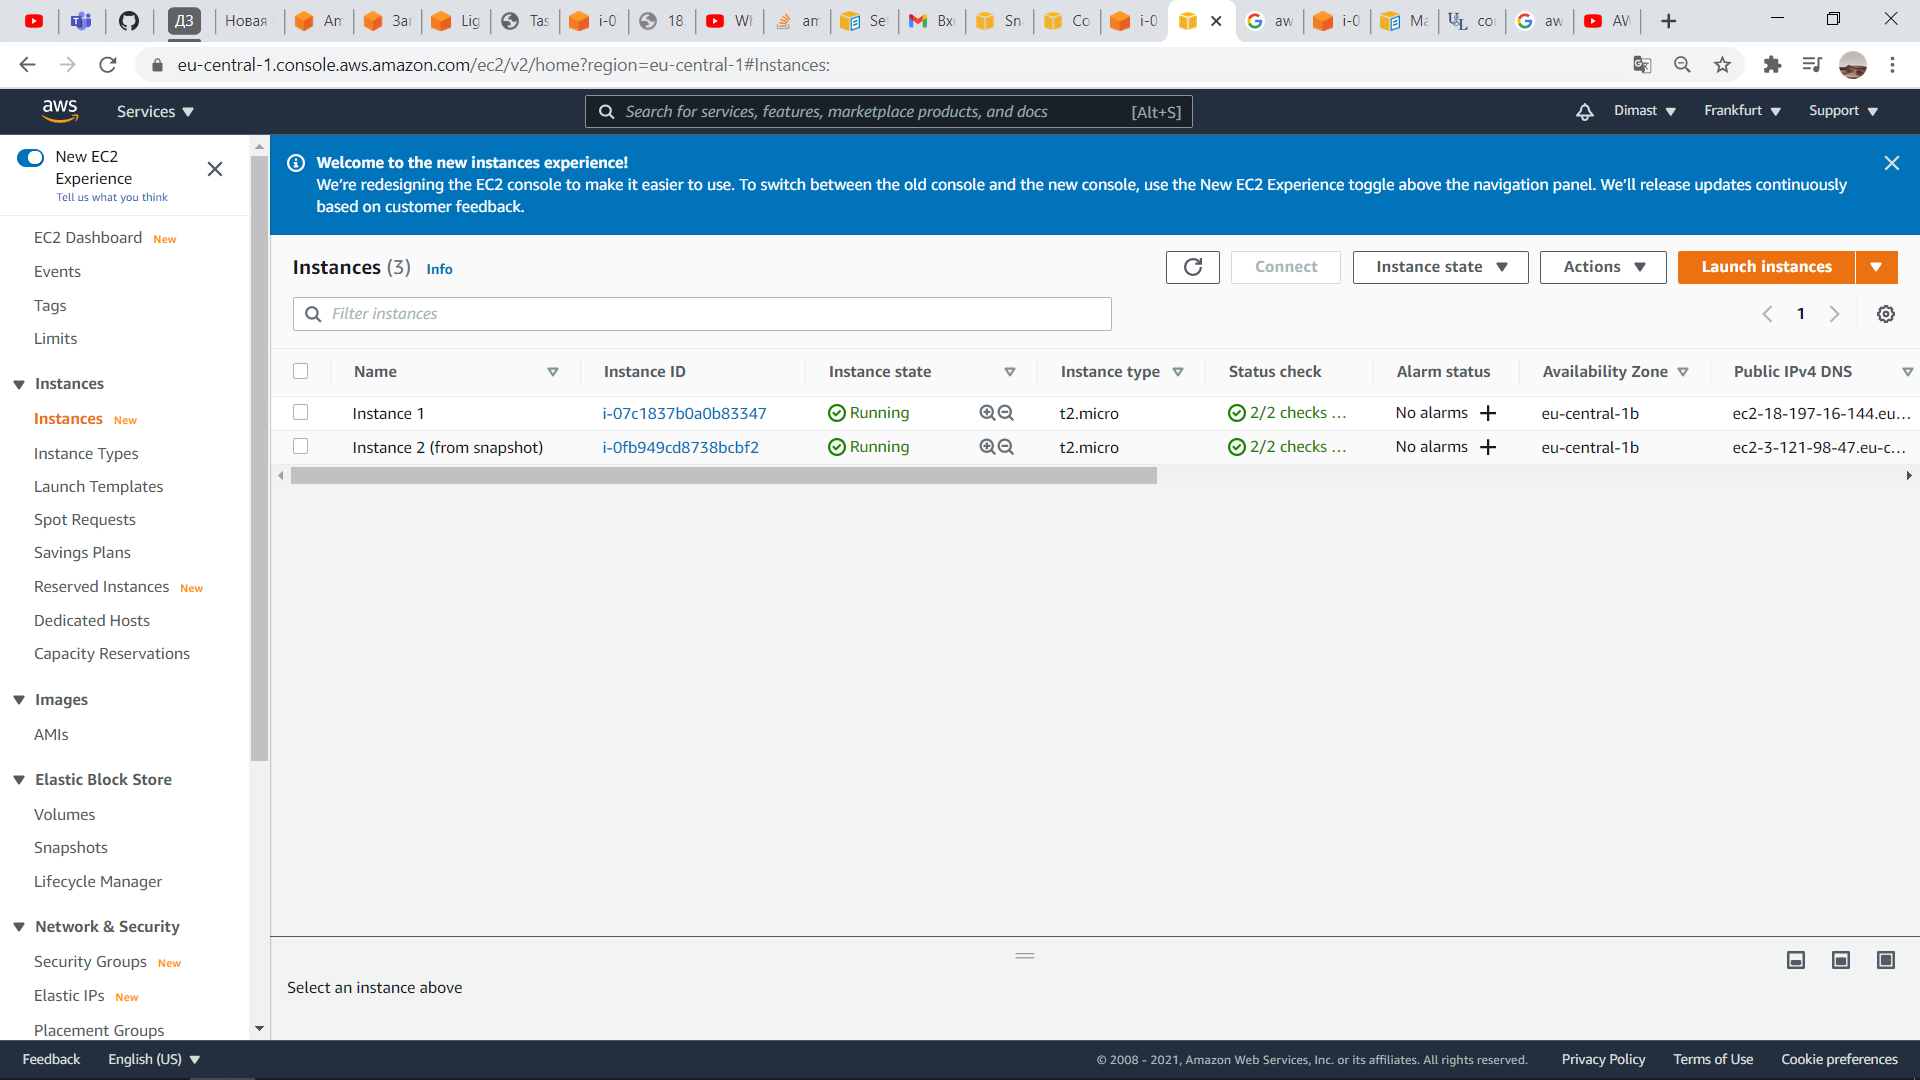 ДЗ Новая Am Заг Lig Tas i-0 18 Wh am Set Вхо Sna Co i-0 aw i-0 Ma co aw AW
eu-central-1.console.aws.amazon.com/ec2/v2/home?region=eu-central-1#Instances:
aws Services Search for services, features, marketplace products, and docs [Alt+S] Dimast Frankfurt Support
New EC2
Experience
Tell us what you think
EC2 Dashboard New
Events
Tags
Limits
Instances
Instances New
Instance Types
Launch Templates
Spot Requests
Savings Plans
Reserved Instances New
Dedicated Hosts
Capacity Reservations
Images
AMIs
Elastic Block Store
Volumes
Snapshots
Lifecycle Manager
Network & Security
Security Groups New
Elastic IPs New
Placement Groups
Welcome to the new instances experience!
We're redesigning the EC2 console to make it easier to use. To switch between the old console and the new console, use the New EC2 Experience toggle above the navigation panel. We'll release updates continuously
based on customer feedback.
Instances (3) Info Connect Instance state Actions Launch instances
Filter instances 1
Name Instance ID Instance state Instance type Status check Alarm status Availability Zone Public IPv4 DNS
Instance 1 i-07c1837b0a0b83347 Running t2.micro 2/2 checks ... No alarms + eu-central-1b ec2-18-197-16-144.eu...
Instance 2 (from snapshot) i-0fb949cd8738bcbf2 Running t2.micro 2/2 checks ... No alarms + eu-central-1b ec2-3-121-98-47.eu-c...
Select an instance above
Feedback English (US) © 2008 - 2021, Amazon Web Services, Inc. or its affiliates. All rights reserved. Privacy Policy Terms of Use Cookie preferences